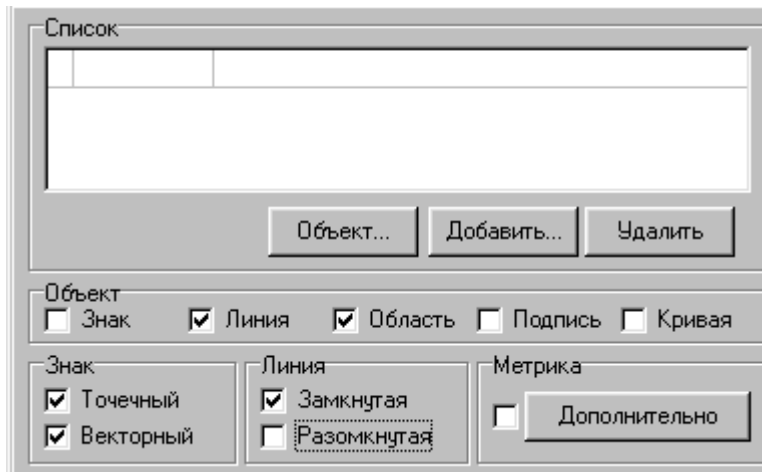 Список
Объект... Добавить... Удалить
Объект
Знак Линия Область Подпись Кривая
Знак Линия Метрика
Точечный Замкнутая Дополнительно
Векторный Разомкнутая